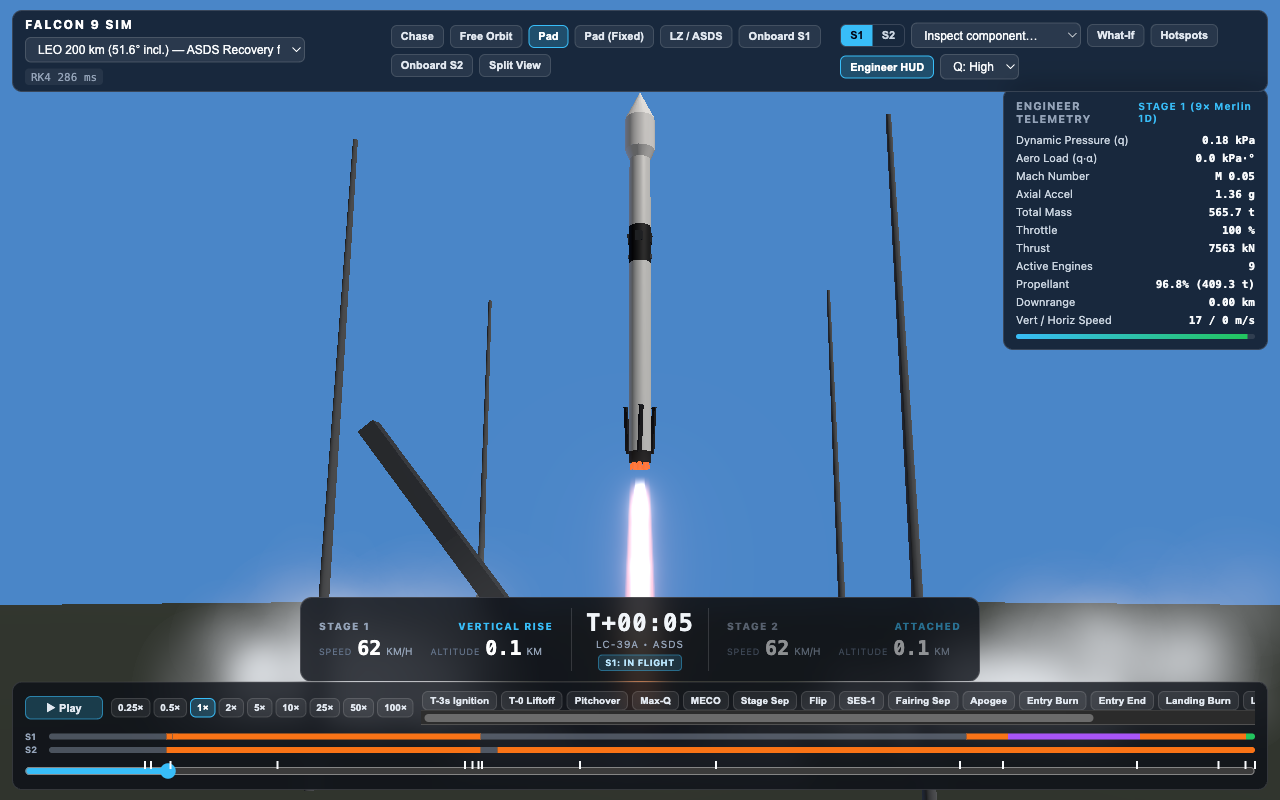 FALCON 9 SIM
LEO 200 km (51.6° incl.) — ASDS Recovery f
RK4 286 ms
Chase
Free Orbit
Pad
Pad (Fixed)
LZ / ASDS
Onboard S1
Onboard S2
Split View
S1
S2
Inspect component…
What-If
Hotspots
Engineer HUD
Q: High
ENGINEER TELEMETRY
STAGE 1 (9× Merlin 1D)
Dynamic Pressure (q) 0.18 kPa
Aero Load (q·α) 0.0 kPa·°
Mach Number M 0.05
Axial Accel 1.36 g
Total Mass 565.7 t
Throttle 100 %
Thrust 7563 kN
Active Engines 9
Propellant 96.8% (409.3 t)
Downrange 0.00 km
Vert / Horiz Speed 17 / 0 m/s
STAGE 1 VERTICAL RISE
SPEED 62 KM/H ALTITUDE 0.1 KM
T+00:05
LC-39A • ASDS
S1: IN FLIGHT
STAGE 2 ATTACHED
SPEED 62 KM/H ALTITUDE 0.1 KM
▶ Play
0.25×
0.5×
1×
2×
5×
10×
25×
50×
100×
T-3s Ignition
T-0 Liftoff
Pitchover
Max-Q
MECO
Stage Sep
Flip
SES-1
Fairing Sep
Apogee
Entry Burn
Entry End
Landing Burn
S1
S2